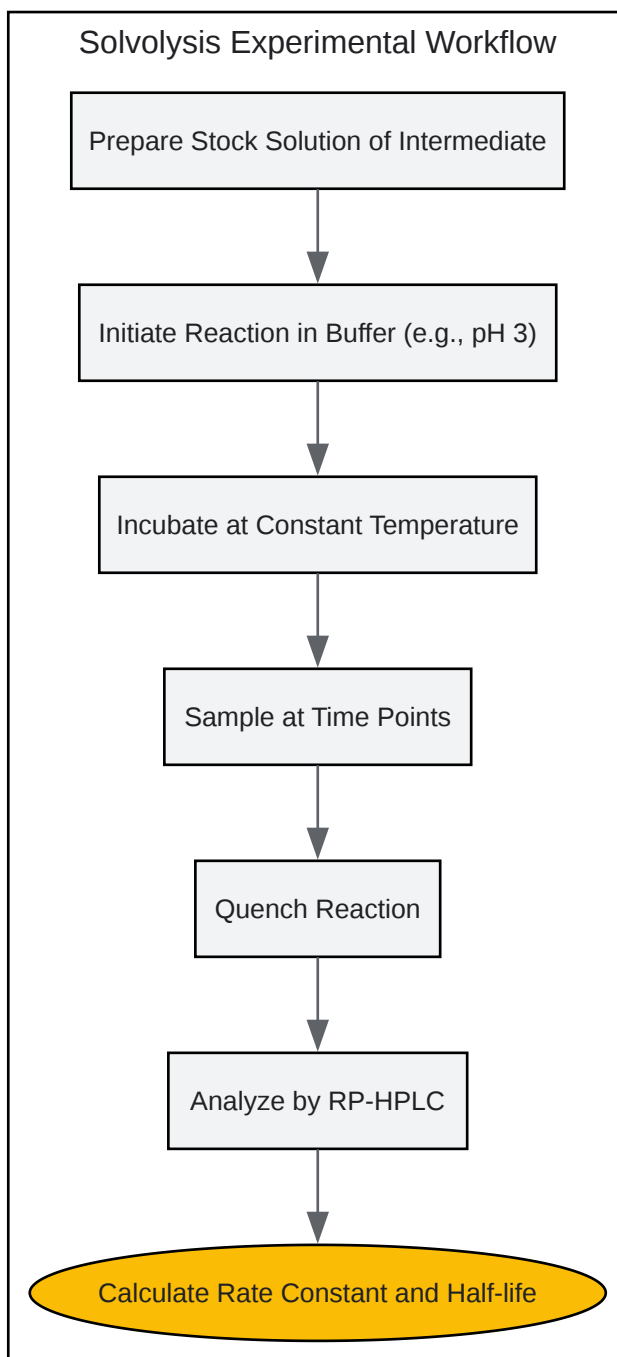 Solvolysis Experimental Workflow
Prepare Stock Solution of Intermediate
Initiate Reaction in Buffer (e.g., pH 3)
Incubate at Constant Temperature
Sample at Time Points
Quench Reaction
Analyze by RP-HPLC
Calculate Rate Constant and Half-life